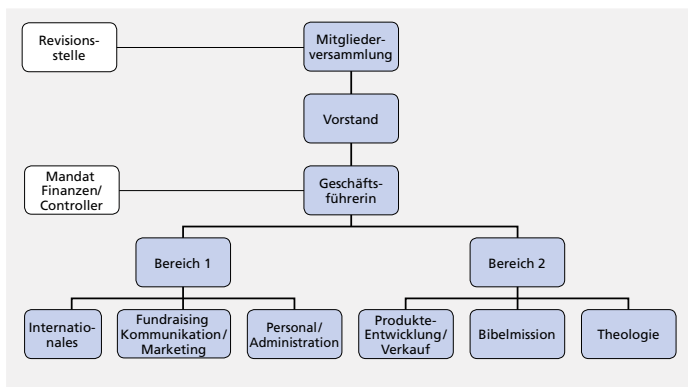 Revisions-
stelle
Mitglieder-
versammlung
Vorstand
Mandat
Finanzen/
Controller
Geschäfts-
führerin
Bereich 1
Bereich 2
Internatio-
nales
Fundraising
Kommunikation/
Marketing
Personal/
Administration
Produkte-
Entwicklung/
Verkauf
Bibelmission
Theologie